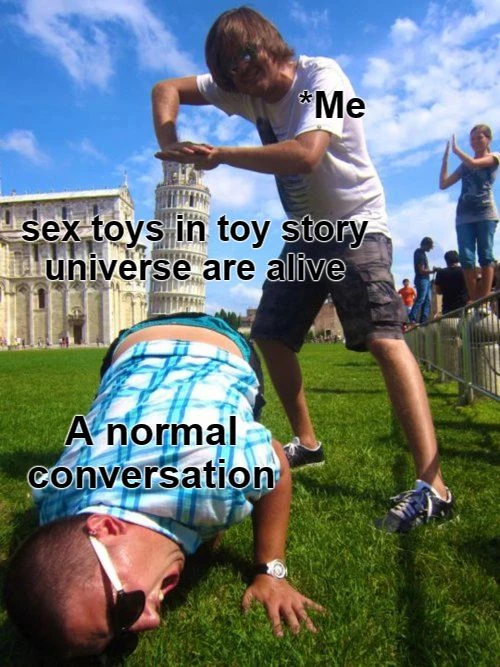 *Me
sex toys in toy story
universe are alive
A normal
conversation